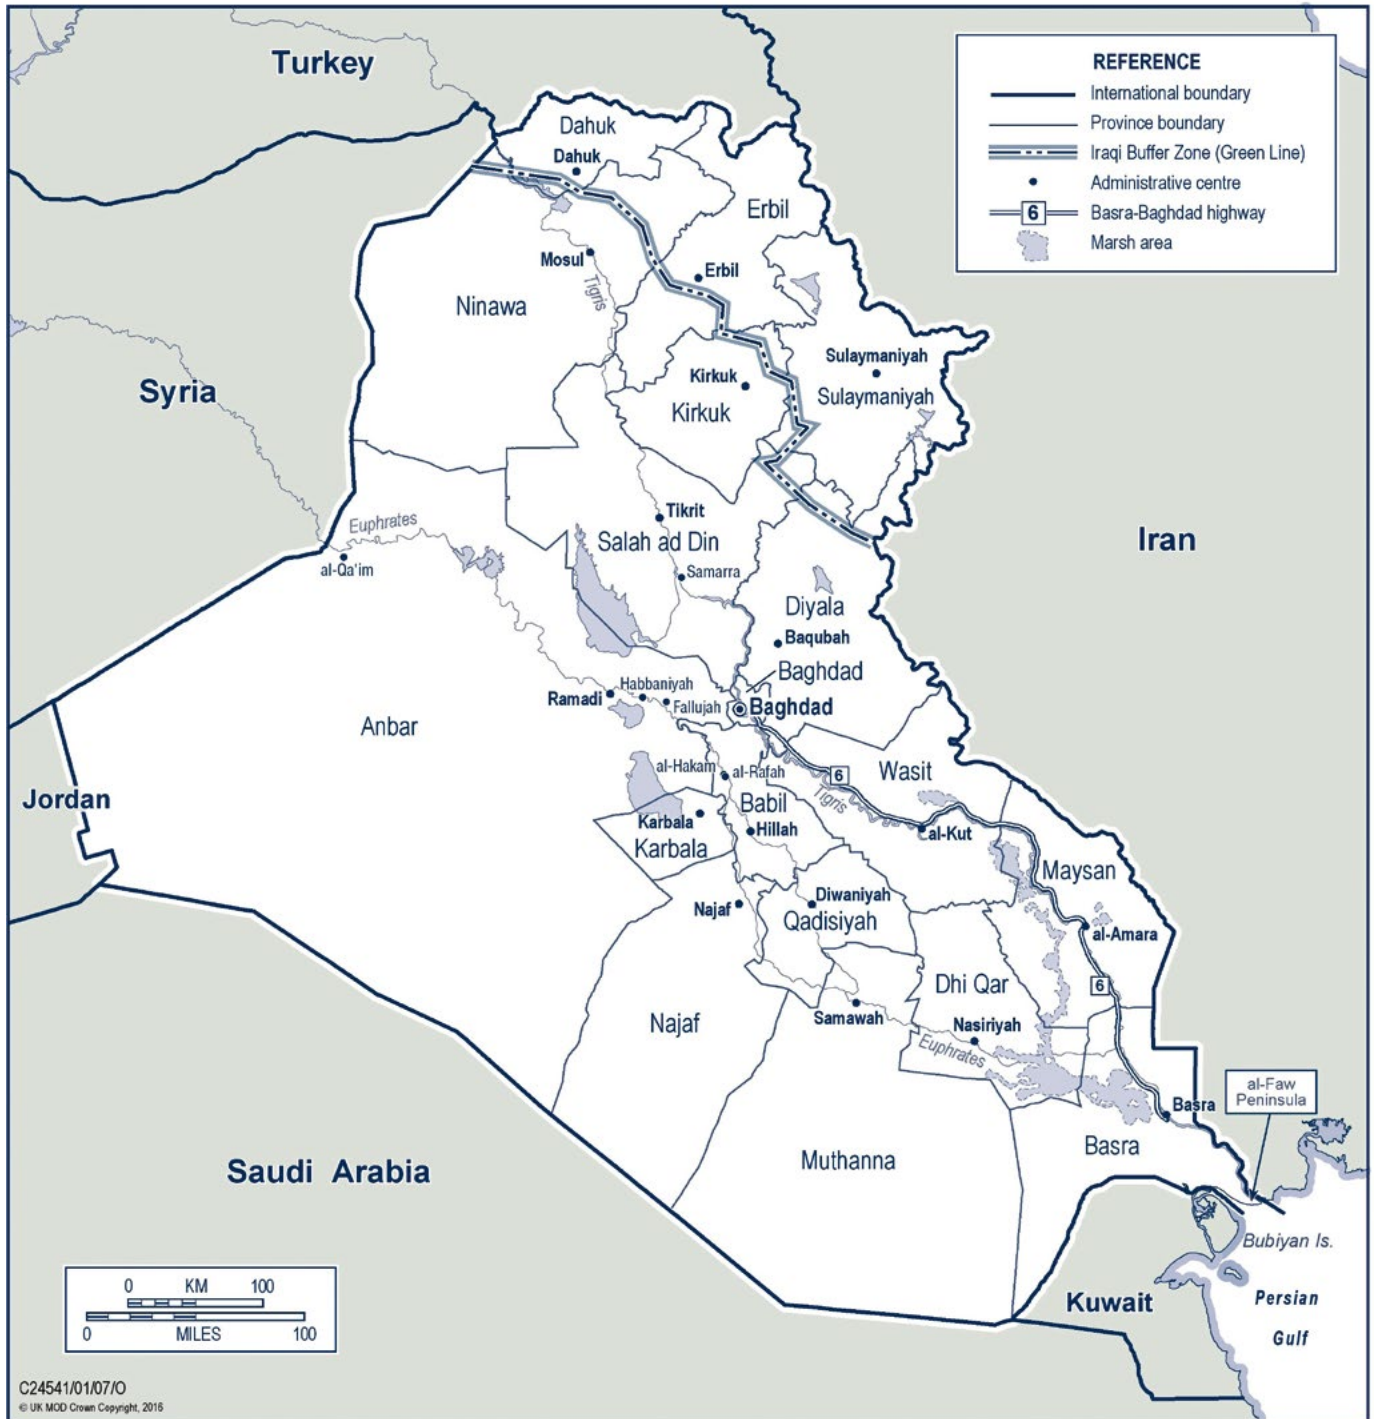 Turkey
REFERENCE
International boundary
Province boundary
Iraqi Buffer Zone (Green Line)
Administrative centre
6
Basra-Baghdad highway
Marsh area
Dahuk
Dahuk
Erbil
Mosul
Erbil
Tigris
Ninawa
Syria
Sulaymaniyah
Kirkuk
Sulaymaniyah
Kirkuk
Tikrit
Euphrates
Salah ad Din
Iran
al-Qa'im
Samarra
Diyala
Baqubah
Baghdad
Habbaniyah
Ramadi
Fallujah
Baghdad
Anbar
al-Hakam
al-Rafah
6
Wasit
Tigris
Jordan
Babil
Karbala
Hillah
al-Kut
Karbala
Maysan
Diwaniyah
Najaf
Qadisiyah
al-Amara
Dhi Qar
6
Najaf
Samawah
Nasiriyah
Euphrates
al-Faw
Peninsula
Basra
Basra
Muthanna
Saudi Arabia
Bubiyan Is.
Kuwait
Persian
Gulf
0 KM 100
0 MILES 100
C24541/01/07/O
© UK MOD Crown Copyright, 2016